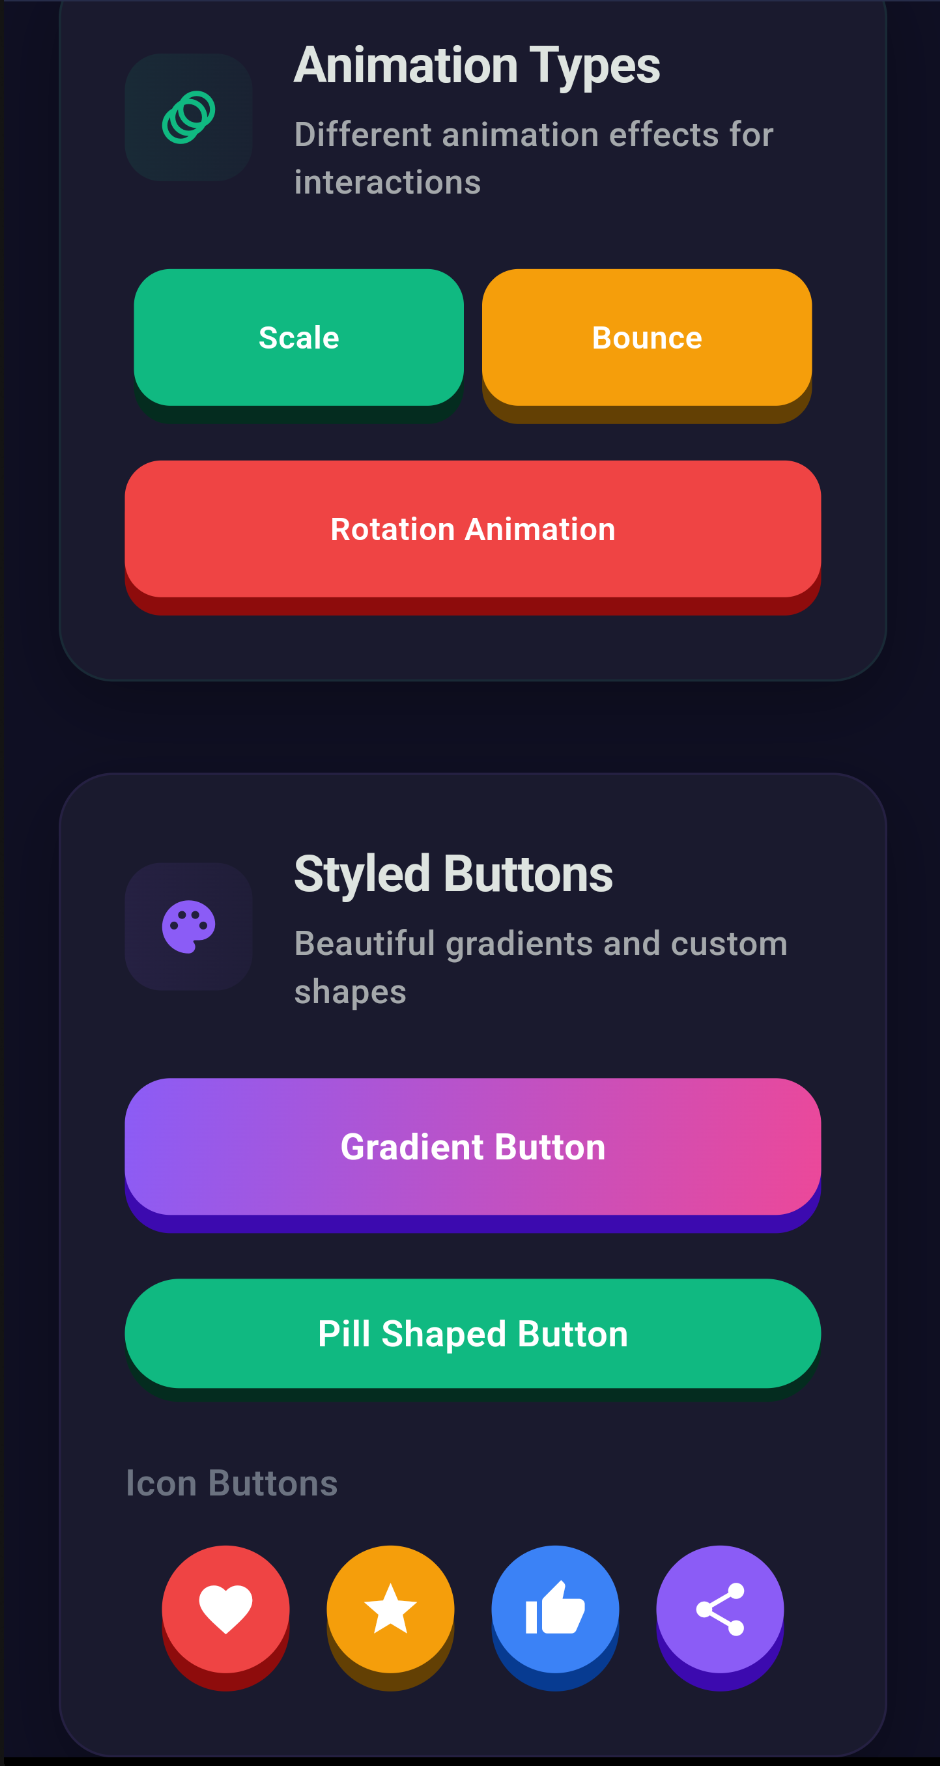 Animation Types
Different animation effects for
interactions
Scale
Bounce
Rotation Animation
Styled Buttons
Beautiful gradients and custom
shapes
Gradient Button
Pill Shaped Button
Icon Buttons